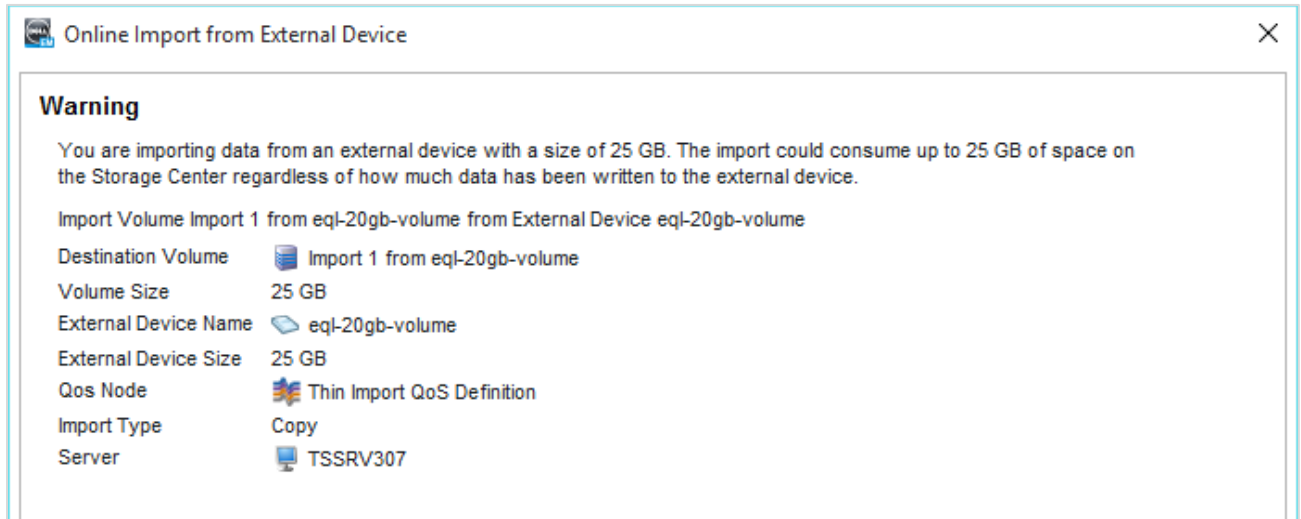 Online Import from External Device
Warning
You are importing data from an external device with a size of 25 GB. The import could consume up to 25 GB of space on
the Storage Center regardless of how much data has been written to the external device.
Import Volume Import 1 from eql-20gb-volume from External Device eql-20gb-volume
Destination Volume Import 1 from eql-20gb-volume
Volume Size 25 GB
External Device Name eql-20gb-volume
External Device Size 25 GB
Qos Node Thin Import QoS Definition
Import Type Copy
Server TSSRV307